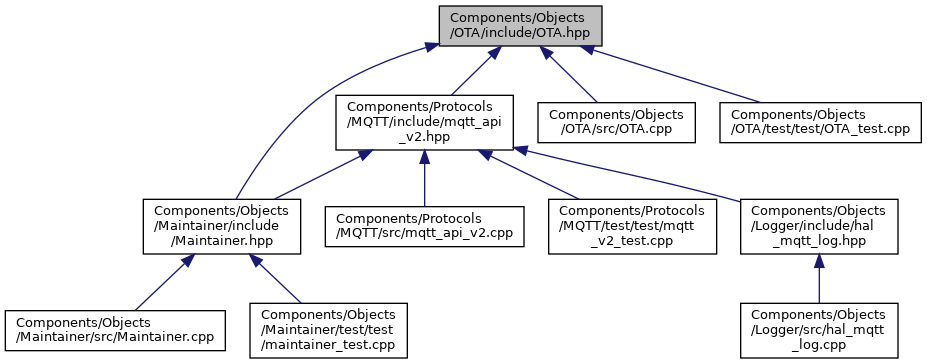 Components/Objects
/OTA/include/OTA.hpp
Components/Protocols
/MQTT/include/mqtt_api
_v2.hpp
Components/Objects
/OTA/src/OTA.cpp
Components/Objects
/OTA/test/test/OTA_test.cpp
Components/Objects
/Maintainer/include
/Maintainer.hpp
Components/Protocols
/MQTT/src/mqtt_api_v2.cpp
Components/Protocols
/MQTT/test/test/mqtt
_v2_test.cpp
Components/Objects
/Logger/include/hal
_mqtt_log.hpp
Components/Objects
/Maintainer/src/Maintainer.cpp
Components/Objects
/Maintainer/test/test
/maintainer_test.cpp
Components/Objects
/Logger/src/hal_mqtt
_log.cpp